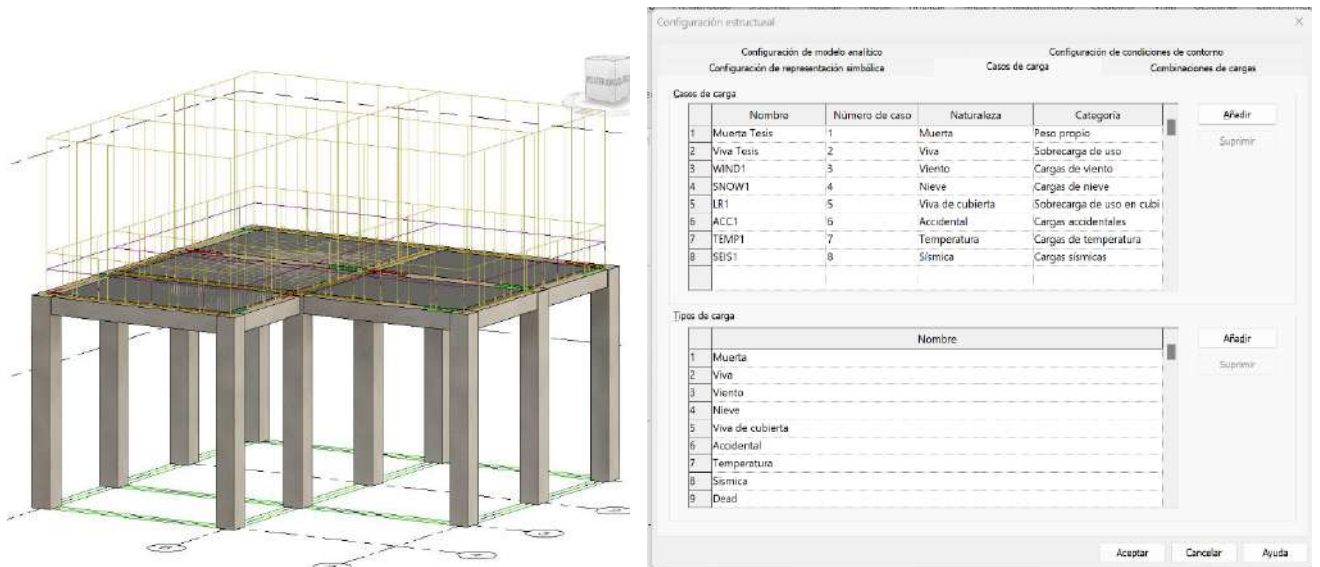 Configuración estructural
Configuración de modelo analítico
Configuración de condiciones de contorno
Configuración de representación simbólica
Casos de carga
Combinaciones de cargas
Casos de carga
Nombre Número de caso Naturaleza Categoría
1 Muerta Tesis 1 Muerta Peso propio
2 Viva Tesis 2 Viva Sobrecarga de uso
3 WIND1 3 Viento Cargas de viento
4 SNOW1 4 Nieve Cargas de nieve
5 LR1 5 Viva de cubierta Sobrecarga de uso en cubi
6 ACC1 6 Accidental Cargas accidentales
7 TEMP1 7 Temperatura Cargas de temperatura
8 SEIS1 8 Sísmica Cargas sísmicas
Añadir
Suprimir
Tipos de carga
Nombre
1 Muerta
2 Viva
3 Viento
4 Nieve
5 Viva de cubierta
6 Accidental
7 Temperatura
8 Sísmica
9 Dead
Añadir
Suprimir
Aceptar Cancelar Ayuda